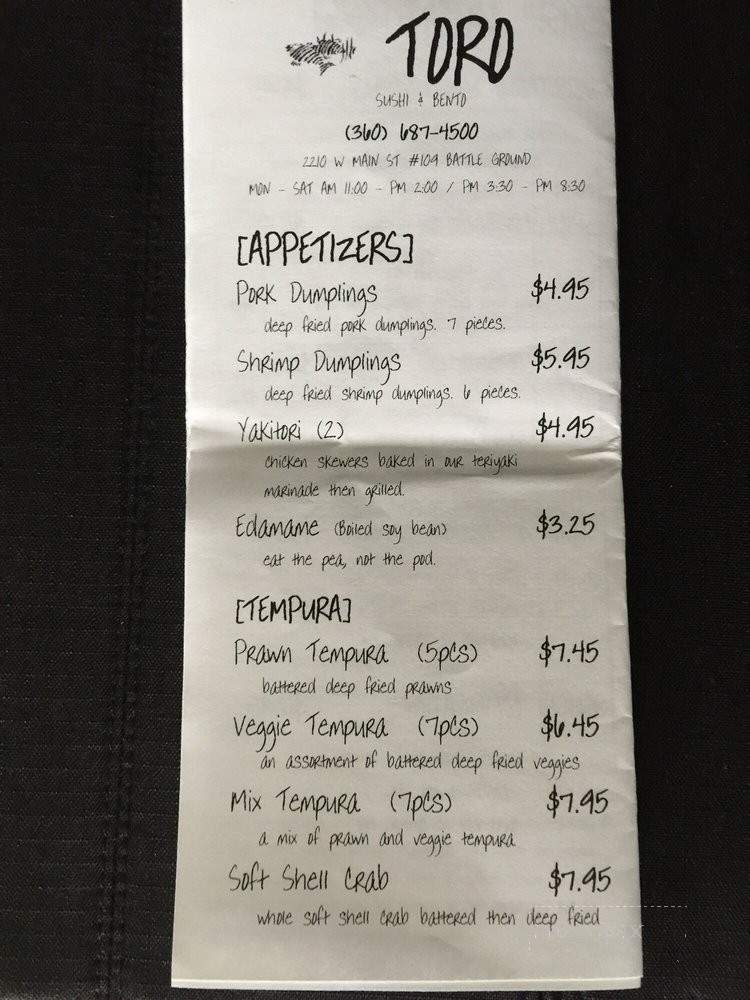 TORO
SUSHI & BENTO
(360) 687-4500
2210 W MAIN ST #109 BATTLE GROUND
MON - SAT AM 11:00 - PM 2:00 / PM 3:30 - PM 8:30
[APPETIZERS]
Pork Dumplings $4.95
deep fried pork dumplings. 7 pieces.
Shrimp Dumplings $5.95
deep fried shrimp dumplings. 6 pieces.
Yakitori (2) $4.95
chicken skewers baked in our teriyaki
marinade then grilled.
Edamame (Boiled soy bean) $3.25
eat the pea, not the pod.
[TEMPURA]
Prawn Tempura (5pcs) $7.45
battered deep fried prawns
Veggie Tempura (7pcs) $6.45
an assortment of battered deep fried veggies
Mix Tempura (7pcs) $7.95
a mix of prawn and veggie tempura
Soft Shell Crab $7.95
whole soft shell crab battered then deep fried